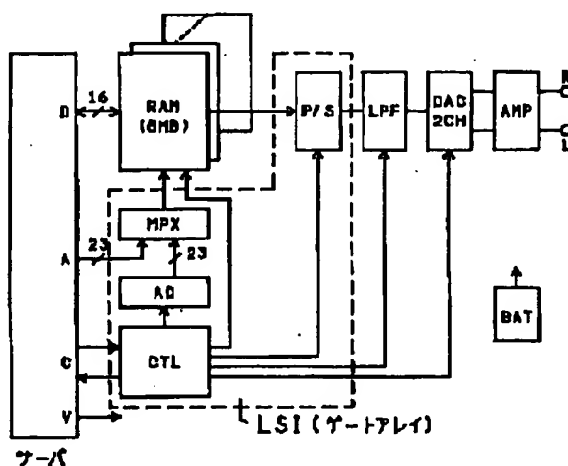 R
D
16
RAM
(8MB)
P/S
LPF
DAC
2CH
AMP
L
MPX
A
23
23
AC
BAT
C
CTL
V
LSI(ゲートアレイ)
サーバ